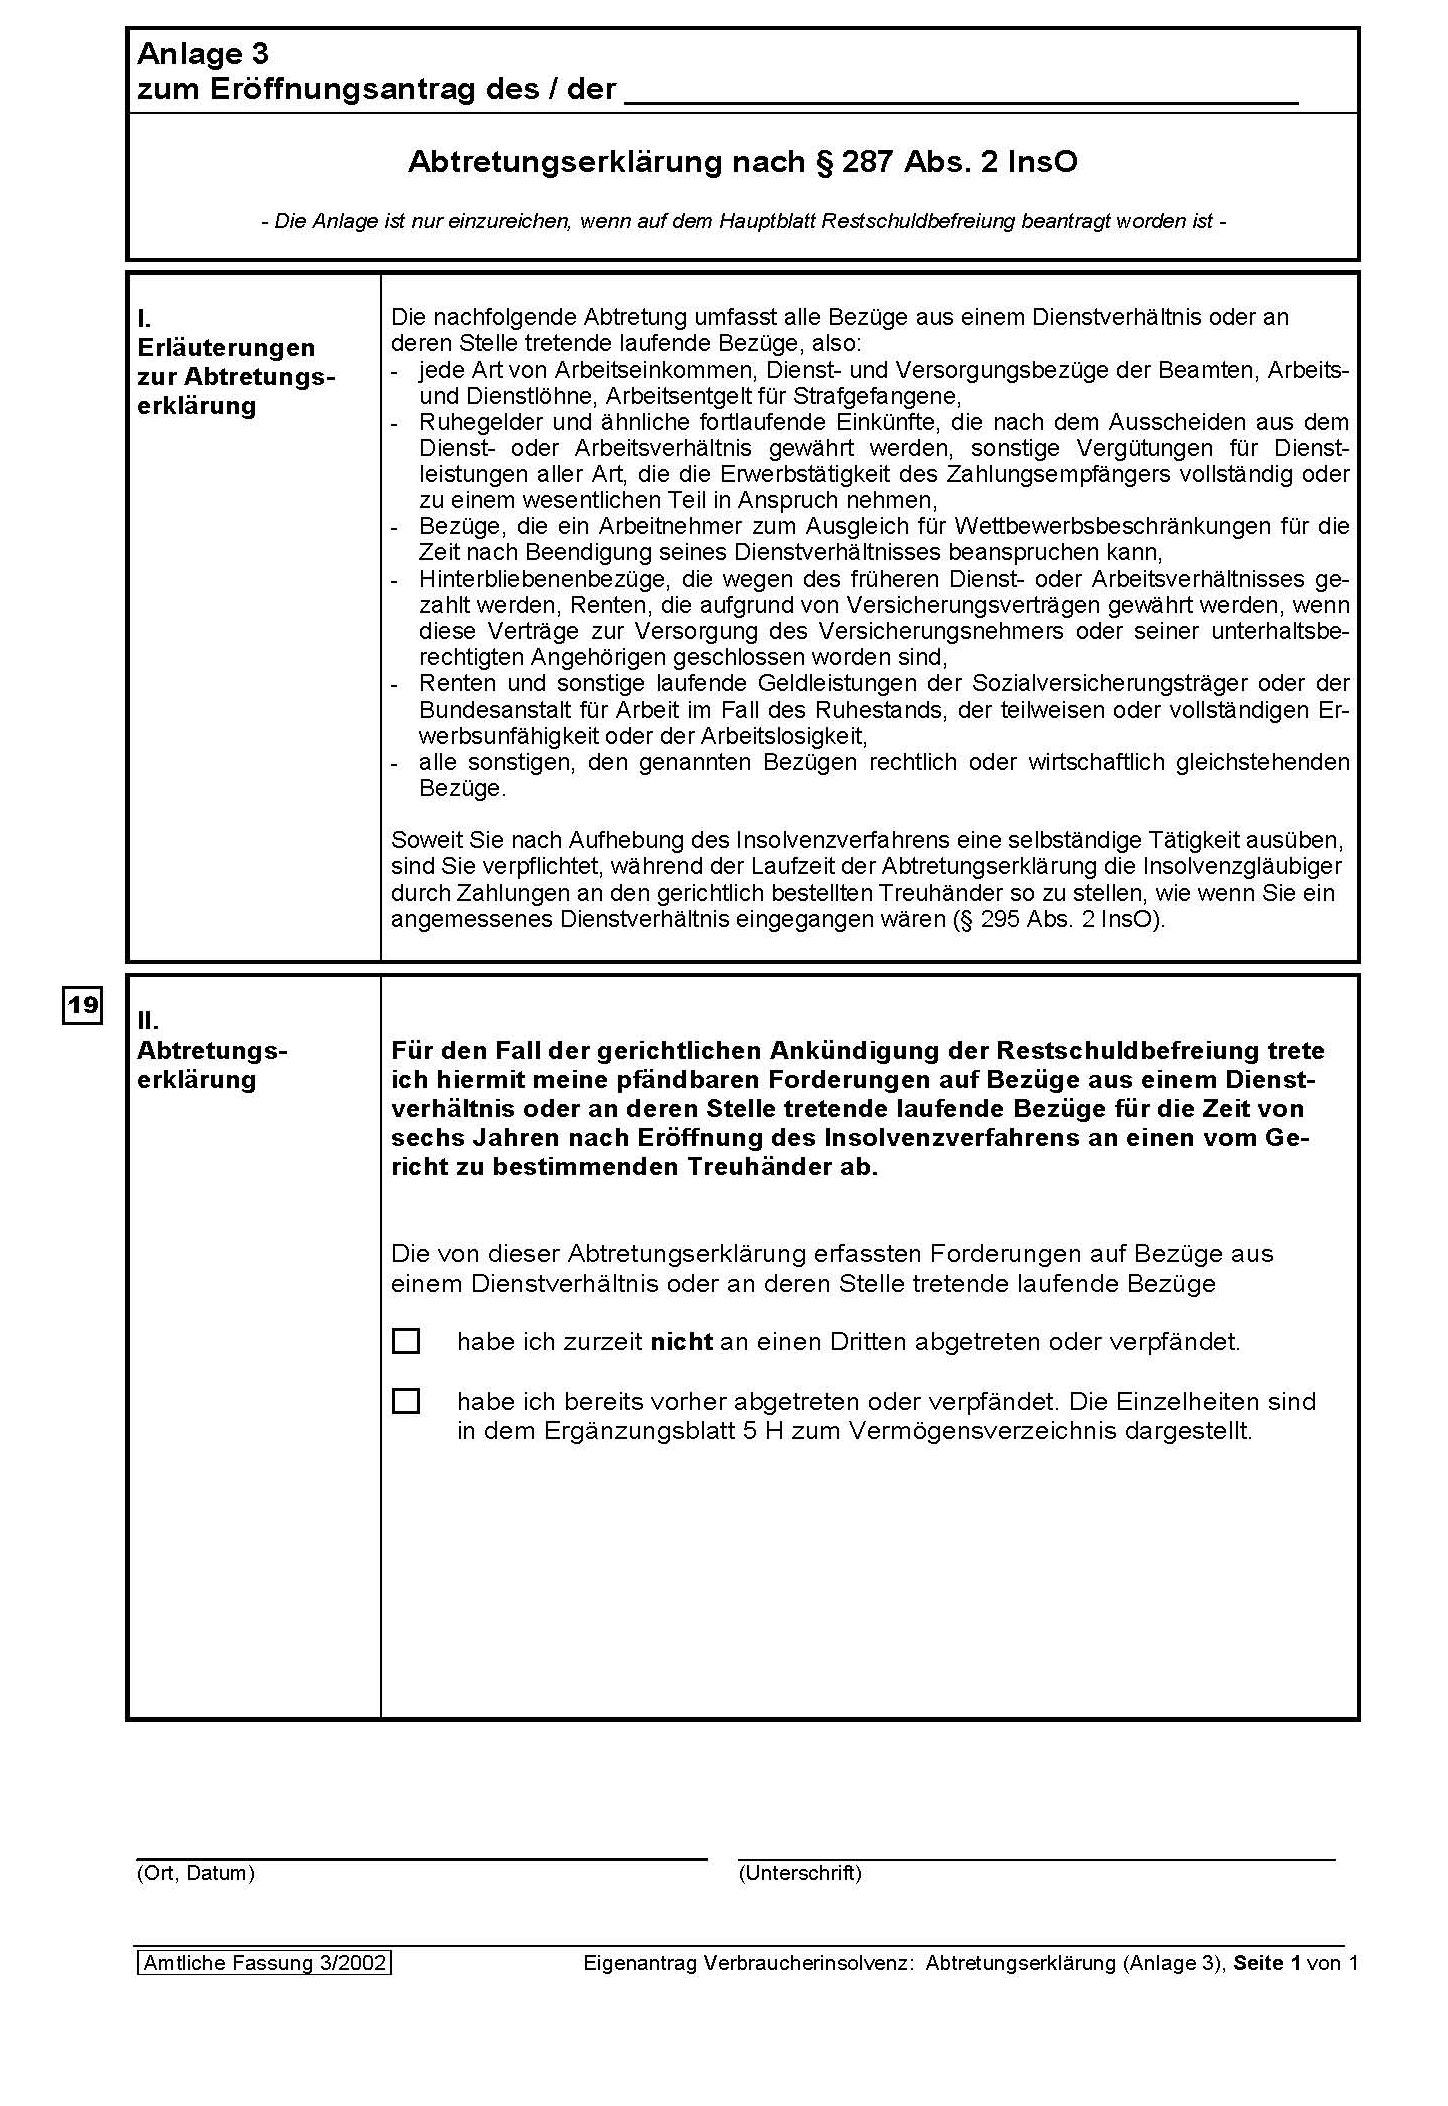 Anlage 3
zum Eröffnungsantrag des / der
Abtretungserklärung nach § 287 Abs. 2 InsO
- Die Anlage ist nur einzureichen, wenn auf dem Hauptblatt Restschuldbefreiung beantragt worden ist -
I.
Erläuterungen
zur Abtretungs-
erklärung
Die nachfolgende Abtretung umfasst alle Bezüge aus einem Dienstverhältnis oder an
deren Stelle tretende laufende Bezüge, also:
- jede Art von Arbeitseinkommen, Dienst- und Versorgungsbezüge der Beamten, Arbeits-
und Dienstlöhne, Arbeitsentgelt für Strafgefangene,
- Ruhegelder und ähnliche fortlaufende Einkünfte, die nach dem Ausscheiden aus dem
Dienst- oder Arbeitsverhältnis gewährt werden, sonstige Vergütungen für Dienst-
leistungen aller Art, die die Erwerbstätigkeit des Zahlungsempfängers vollständig oder
zu einem wesentlichen Teil in Anspruch nehmen,
- Bezüge, die ein Arbeitnehmer zum Ausgleich für Wettbewerbsbeschränkungen für die
Zeit nach Beendigung seines Dienstverhältnisses beanspruchen kann,
- Hinterbliebenenbezüge, die wegen des früheren Dienst- oder Arbeitsverhältnisses ge-
zahlt werden, Renten, die aufgrund von Versicherungsverträgen gewährt werden, wenn
diese Verträge zur Versorgung des Versicherungsnehmers oder seiner unterhaltsbe-
rechtigten Angehörigen geschlossen worden sind,
- Renten und sonstige laufende Geldleistungen der Sozialversicherungsträger oder der
Bundesanstalt für Arbeit im Fall des Ruhestands, der teilweisen oder vollständigen Er-
werbsunfähigkeit oder der Arbeitslosigkeit,
- alle sonstigen, den genannten Bezügen rechtlich oder wirtschaftlich gleichstehenden
Bezüge.
Soweit Sie nach Aufhebung des Insolvenzverfahrens eine selbständige Tätigkeit ausüben,
sind Sie verpflichtet, während der Laufzeit der Abtretungserklärung die Insolvenzgläubiger
durch Zahlungen an den gerichtlich bestellten Treuhänder so zu stellen, wie wenn Sie ein
angemessenes Dienstverhältnis eingegangen wären (§ 295 Abs. 2 InsO).
19
II.
Abtretungs-
erklärung
Für den Fall der gerichtlichen Ankündigung der Restschuldbefreiung trete
ich hiermit meine pfändbaren Forderungen auf Bezüge aus einem Dienst-
verhältnis oder an deren Stelle tretende laufende Bezüge für die Zeit von
sechs Jahren nach Eröffnung des Insolvenzverfahrens an einen vom Ge-
richt zu bestimmenden Treuhänder ab.
Die von dieser Abtretungserklärung erfassten Forderungen auf Bezüge aus
einem Dienstverhältnis oder an deren Stelle tretende laufende Bezüge
habe ich zurzeit nicht an einen Dritten abgetreten oder verpfändet.
habe ich bereits vorher abgetreten oder verpfändet. Die Einzelheiten sind
in dem Ergänzungsblatt 5 H zum Vermögensverzeichnis dargestellt.
(Ort, Datum) (Unterschrift)
Amtliche Fassung 3/2002 Eigenantrag Verbraucherinsolvenz: Abtretungserklärung (Anlage 3), Seite 1 von 1